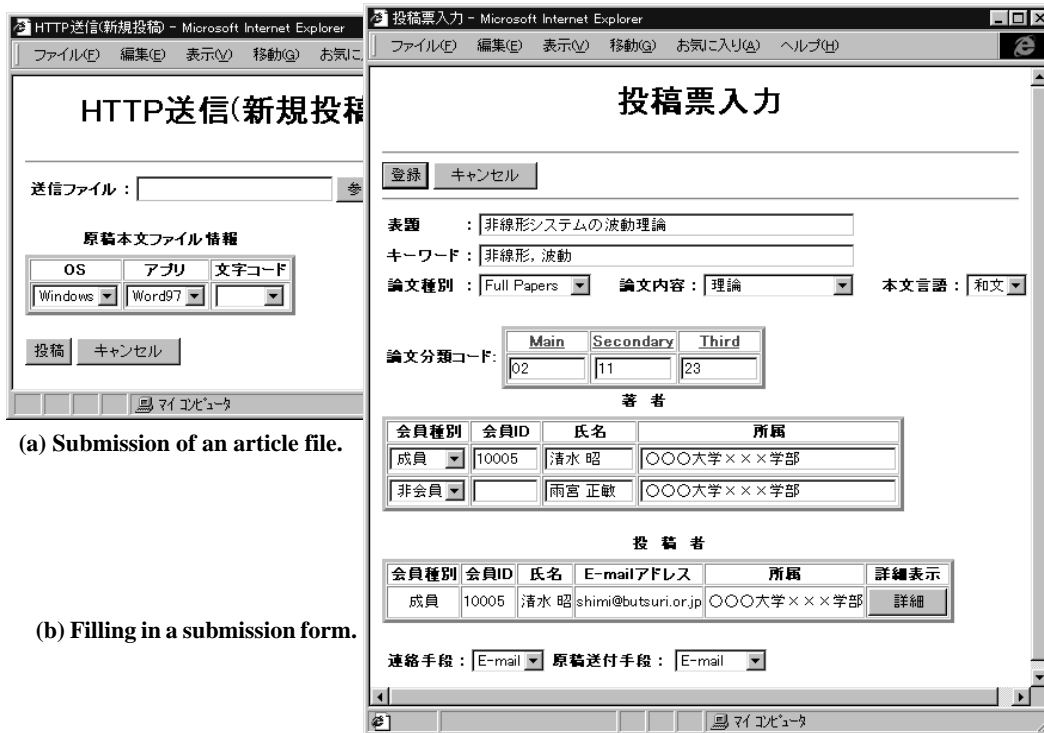 HTTP送信(新規投稿) - Microsoft Internet Explorer
ファイル(F) 編集(E) 表示(V) 移動(G) お気に
HTTP送信(新規投稿
送信ファイル :
原稿本文ファイル情報
OS アプリ 文字コード
Windows Word97
投稿 キャンセル
マイ コンピュータ
(a) Submission of an article file.
(b) Filling in a submission form.
投稿票入力 - Microsoft Internet Explorer
ファイル(F) 編集(E) 表示(V) 移動(G) お気に入り(A) ヘルプ(H)
投稿票入力
登録 キャンセル
表題 : 非線形システムの波動理論
キーワード : 非線形, 波動
論文種別 : Full Papers 論文内容 : 理論 本文言語 : 和文
Main Secondary Third
論文分類コード: 02 11 23
著 者
会員種別 会員ID 氏名 所属
成員 10005 清水 昭 〇〇〇大学×××学部
非会員 雨宮 正敏 〇〇〇大学×××学部
投 稿 者
会員種別 会員ID 氏名 E-mailアドレス 所属 詳細表示
成員 10005 清水 昭 shimi@butsuri.or.jp 〇〇〇大学×××学部 詳細
連絡手段 : E-mail 原稿送付手段 : E-mail
マイ コンピュータ